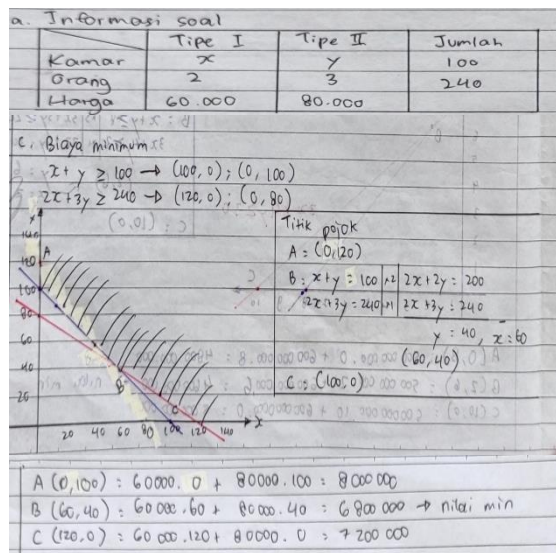 a. Informasi soal
Tipe I Tipe II Jumlah
Kamar x y 100
Orang 2 3 240
Harga 60.000 80.000
C. Biaya minimum
x + y ≥ 100 → (100, 0) ; (0, 100)
2x + 3y ≥ 240 → (120, 0) ; (0, 80)
Titik pojok
A = (0,120)
B : x + y = 100 | ×2 | 2x + 2y = 200
2x + 3y = 240 | ×1 | 2x + 3y = 240
y = 40, x = 60
(60, 40)
C = (100,0)
y
140
120
A
100
80
60
40
B
20
C
20 40 60 80 100 120 140
x
A (0,100) : 60000. 0 + 80000. 100 : 8000 000
B (60, 40) : 60 000. 60 + 80 000. 40 : 6 800 000 → nilai min
C (120,0) : 60 000. 120 + 80000. 0 : 7 200 000